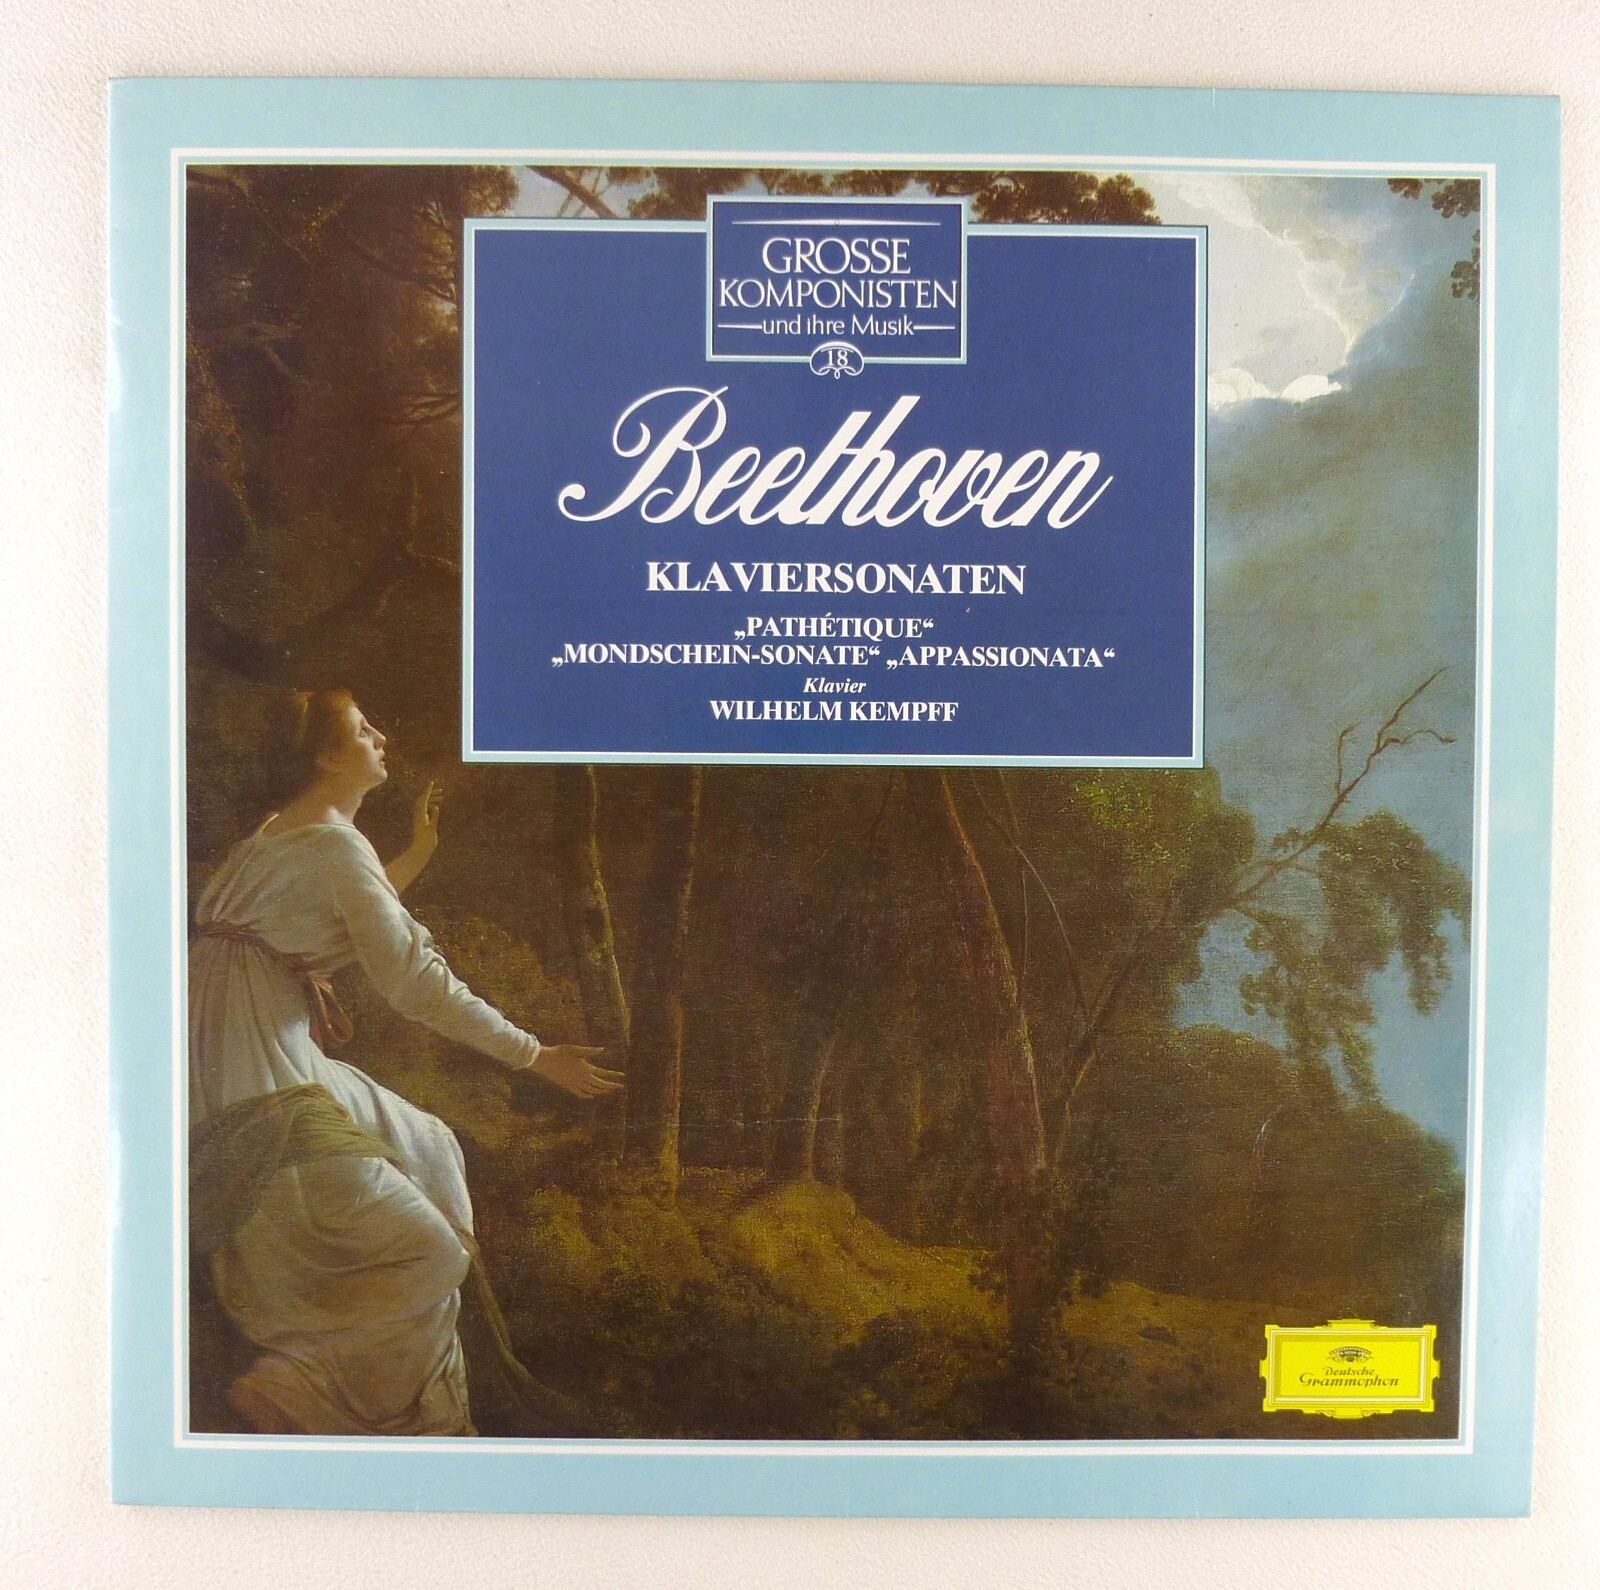 GROSSE
KOMPONISTEN
und ihre Musik
18
Beethoven
KLAVIERSONATEN
„PATHÉTIQUE“
„MONDSCHEIN-SONATE“ „APPASSIONATA“
Klavier
WILHELM KEMPFF
Deutsche
Grammophon